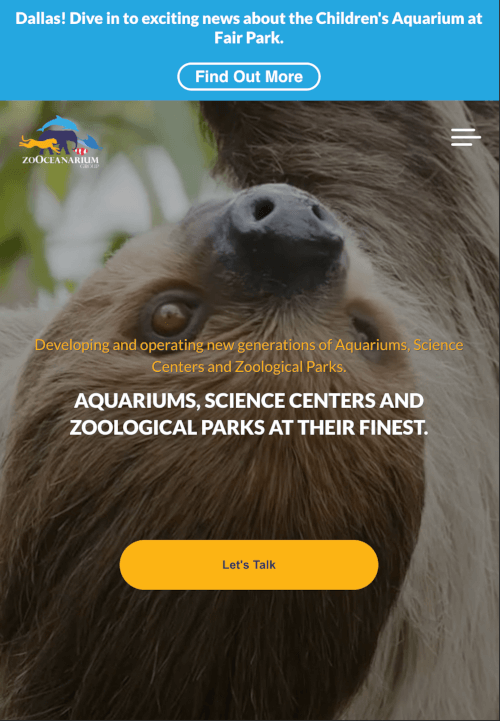 Dallas! Dive in to exciting news about the Children's Aquarium at
Fair Park.
Find Out More
ZOOCEANARIUM
GROUP
Developing and operating new generations of Aquariums, Science
Centers and Zoological Parks.
AQUARIUMS, SCIENCE CENTERS AND
ZOOLOGICAL PARKS AT THEIR FINEST.
Let's Talk